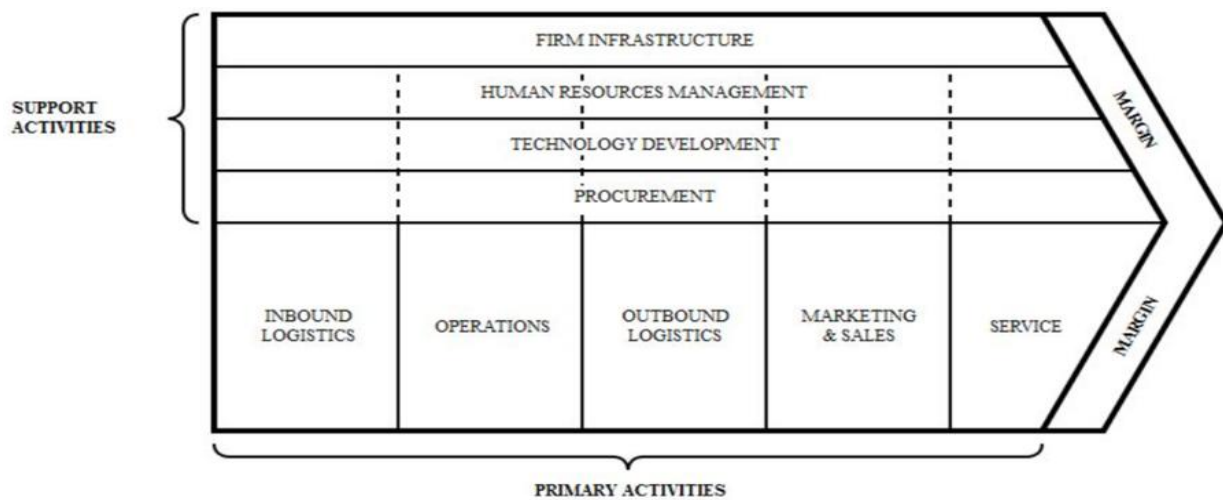 FIRM INFRASTRUCTURE
SUPPORT
ACTIVITIES
HUMAN RESOURCES MANAGEMENT
TECHNOLOGY DEVELOPMENT
PROCUREMENT
MARGIN
INBOUND
LOGISTICS
OPERATIONS
OUTBOUND
LOGISTICS
MARKETING
& SALES
SERVICE
MARGIN
PRIMARY ACTIVITIES